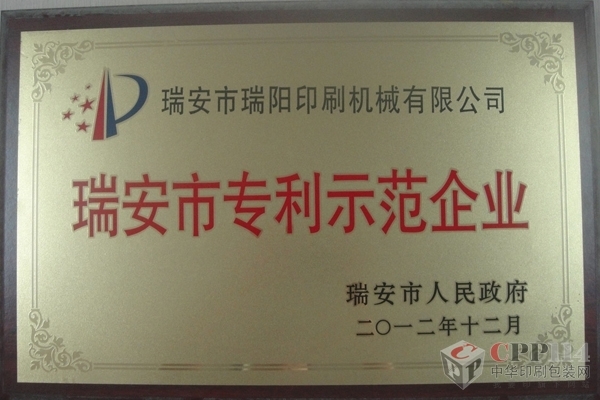 瑞安市瑞阳印刷机械有限公司
瑞安市专利示范企业
瑞安市人民政府
二〇一二年十二月
CPP114
中华印刷包装网